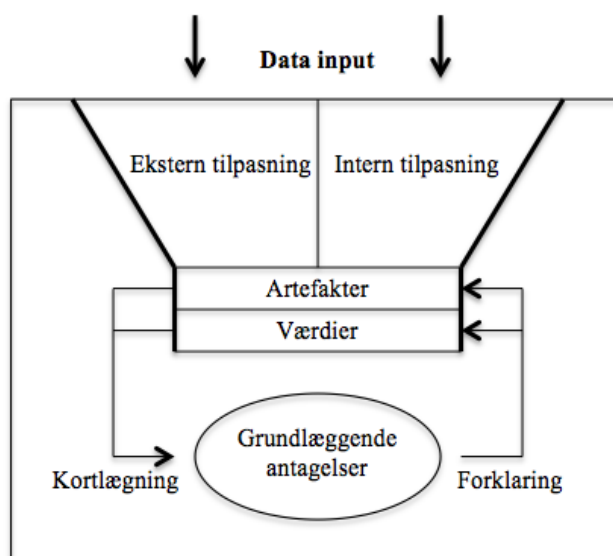 Data input
Ekstern tilpasning
Intern tilpasning
Artefakter
Værdier
Grundlæggende
antagelser
Kortlægning
Forklaring